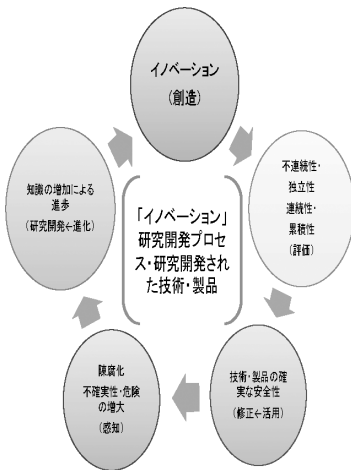 イノベーション
(創造)
不連続性・
独立性
連続性・
累積性
(評価)
技術・製品の確
実な安全性
(修正←活用)
陳腐化
不確実性・危険
の増大
(感知)
知識の増加による
進歩
(研究開発←進化)
「イノベーション」
研究開発プロセ
ス・研究開発され
た技術・製品